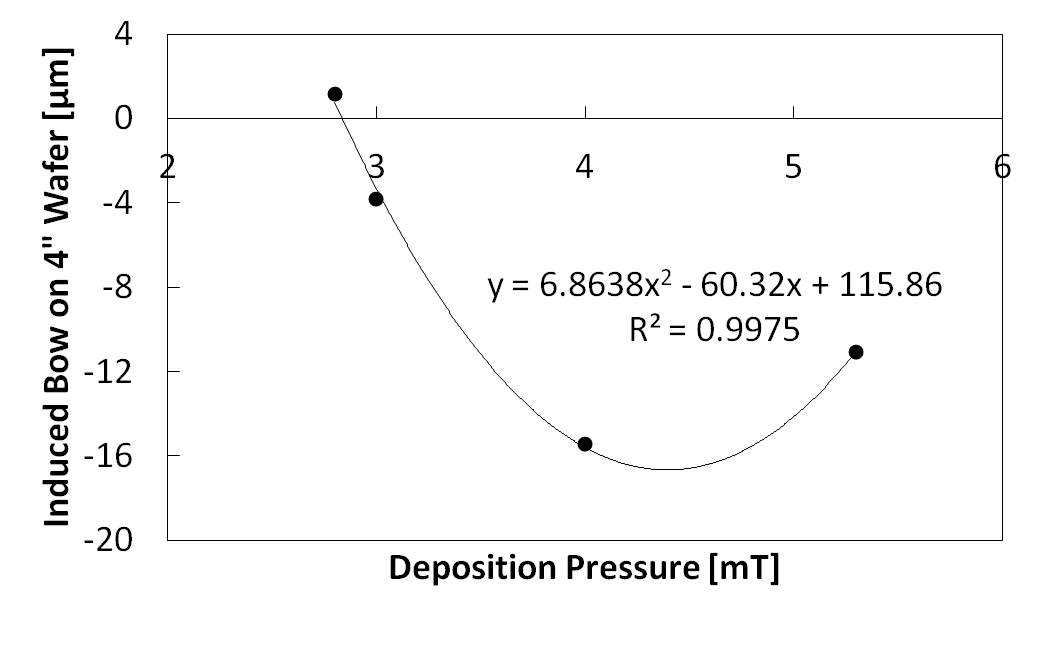 Induced Bow on 4" Wafer [µm]
4
0
-4
-8
-12
-16
-20
2 3 4 5 6
y = 6.8638x² - 60.32x + 115.86
R² = 0.9975
Deposition Pressure [mT]